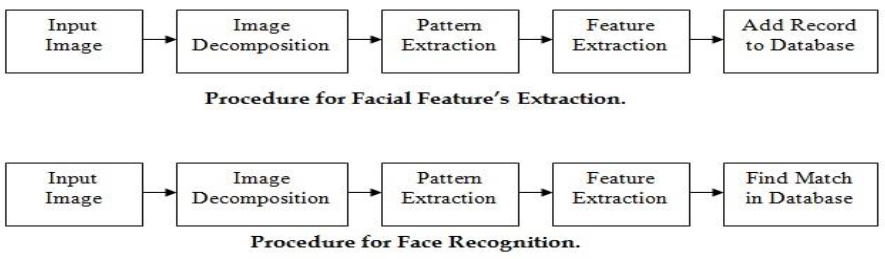 Input
Image
Image
Decomposition
Pattern
Extraction
Feature
Extraction
Add Record
to Database
Procedure for Facial Feature's Extraction.
Input
Image
Image
Decomposition
Pattern
Extraction
Feature
Extraction
Find Match
in Database
Procedure for Face Recognition.